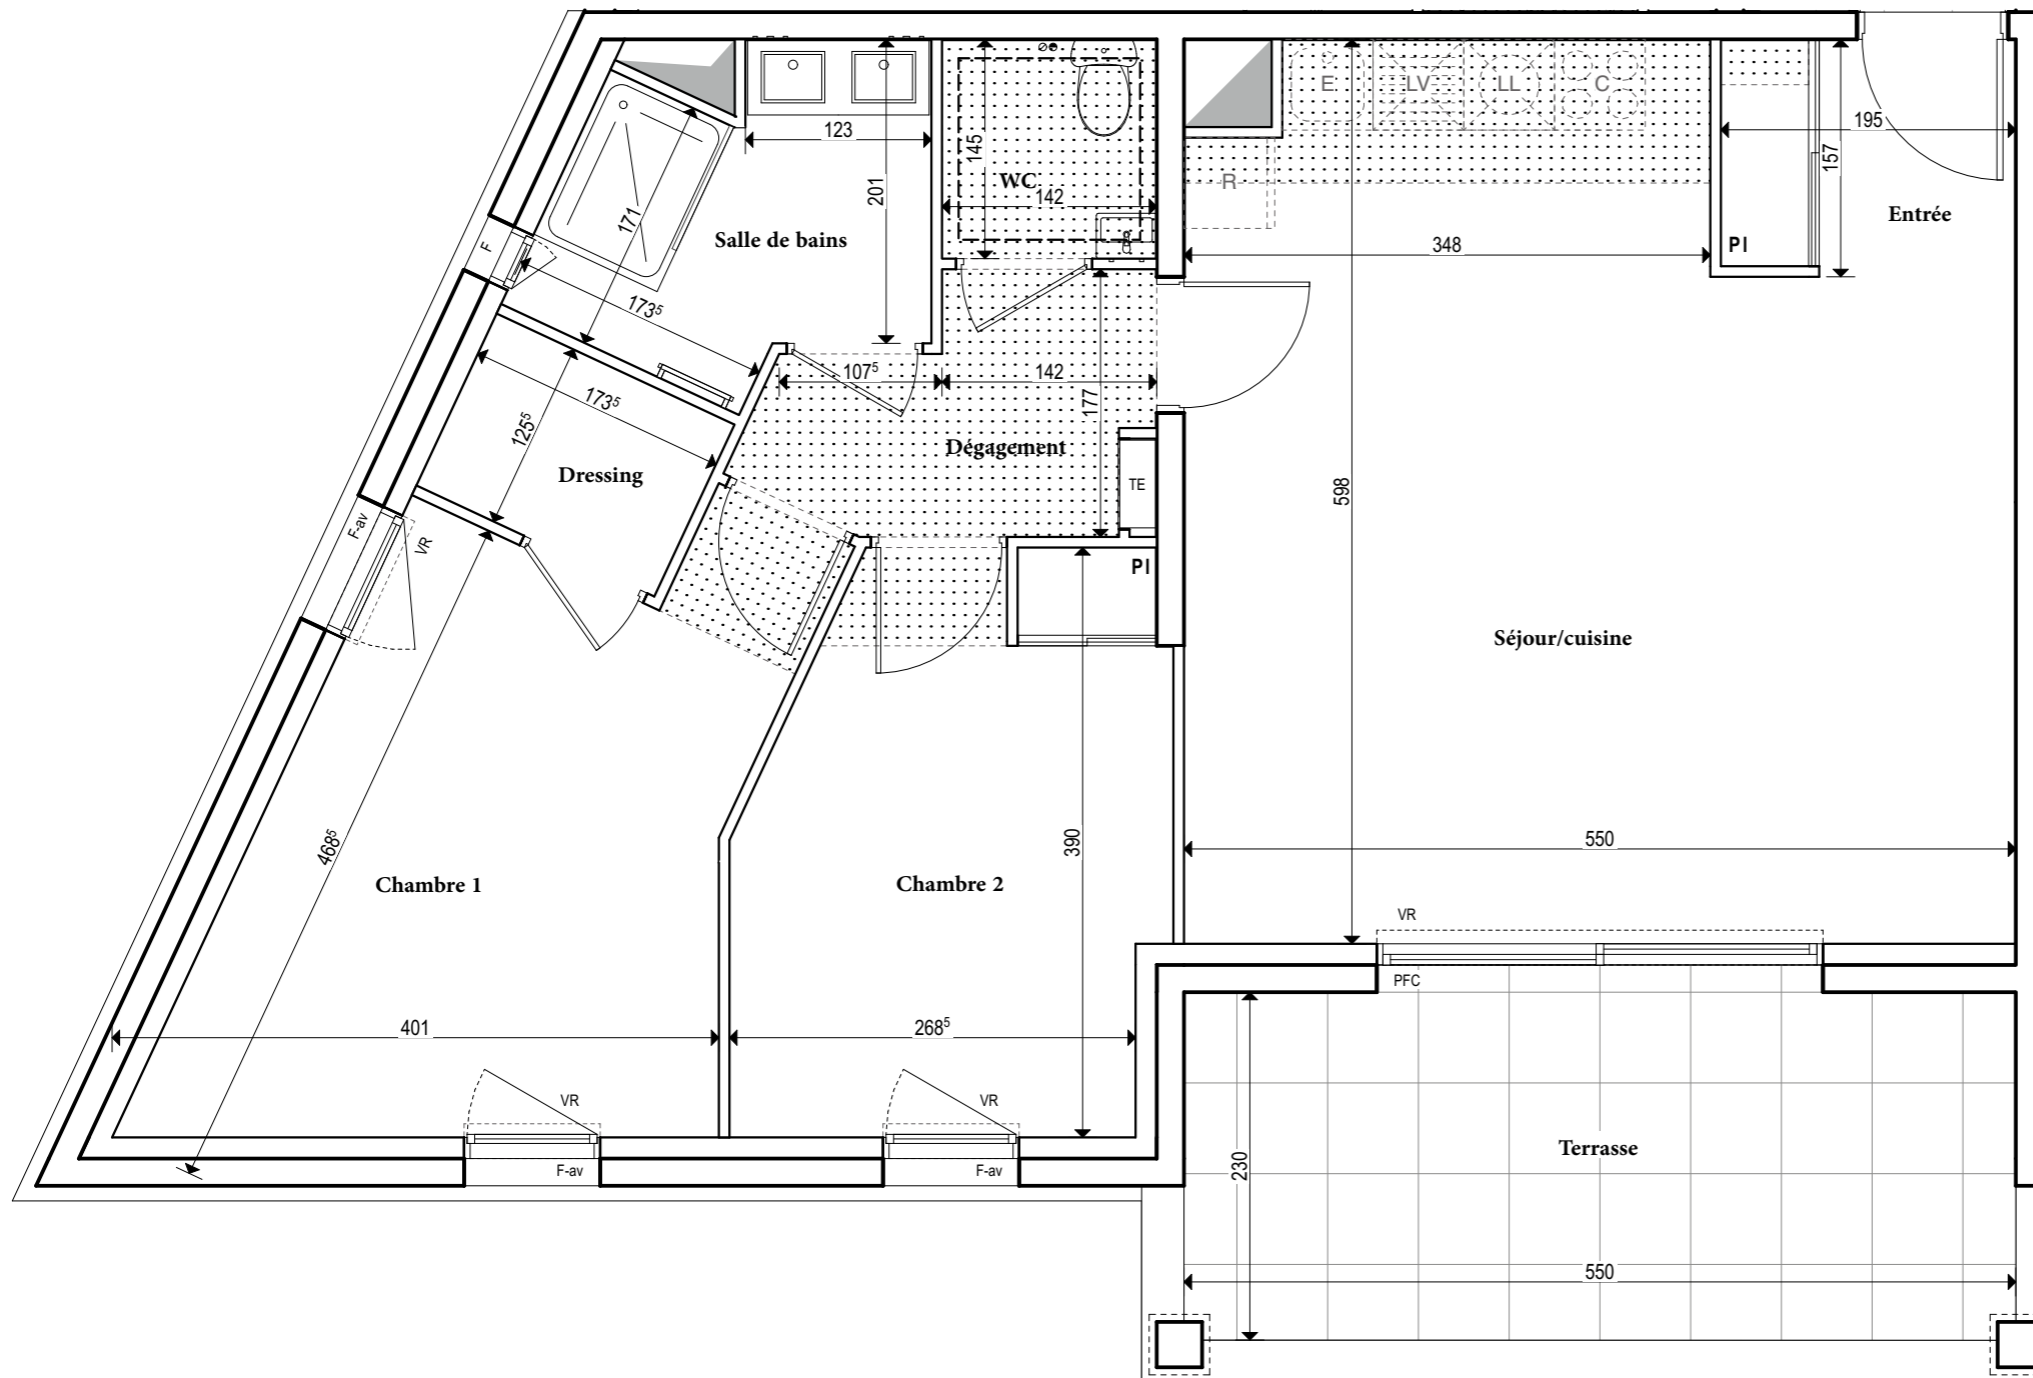 E
LV
LL
C
123
195
145
157
201
WC
R
142
171
Entrée
Salle de bains
F
348
PI
173⁵
107⁵
142
173⁵
177
125⁵
Dégagement
Dressing
TE
598
F-av
VR
PI
Séjour/cuisine
468⁵
390
550
Chambre 1
Chambre 2
VR
PFC
401
268⁵
VR
VR
Terrasse
230
F-av
F-av
550